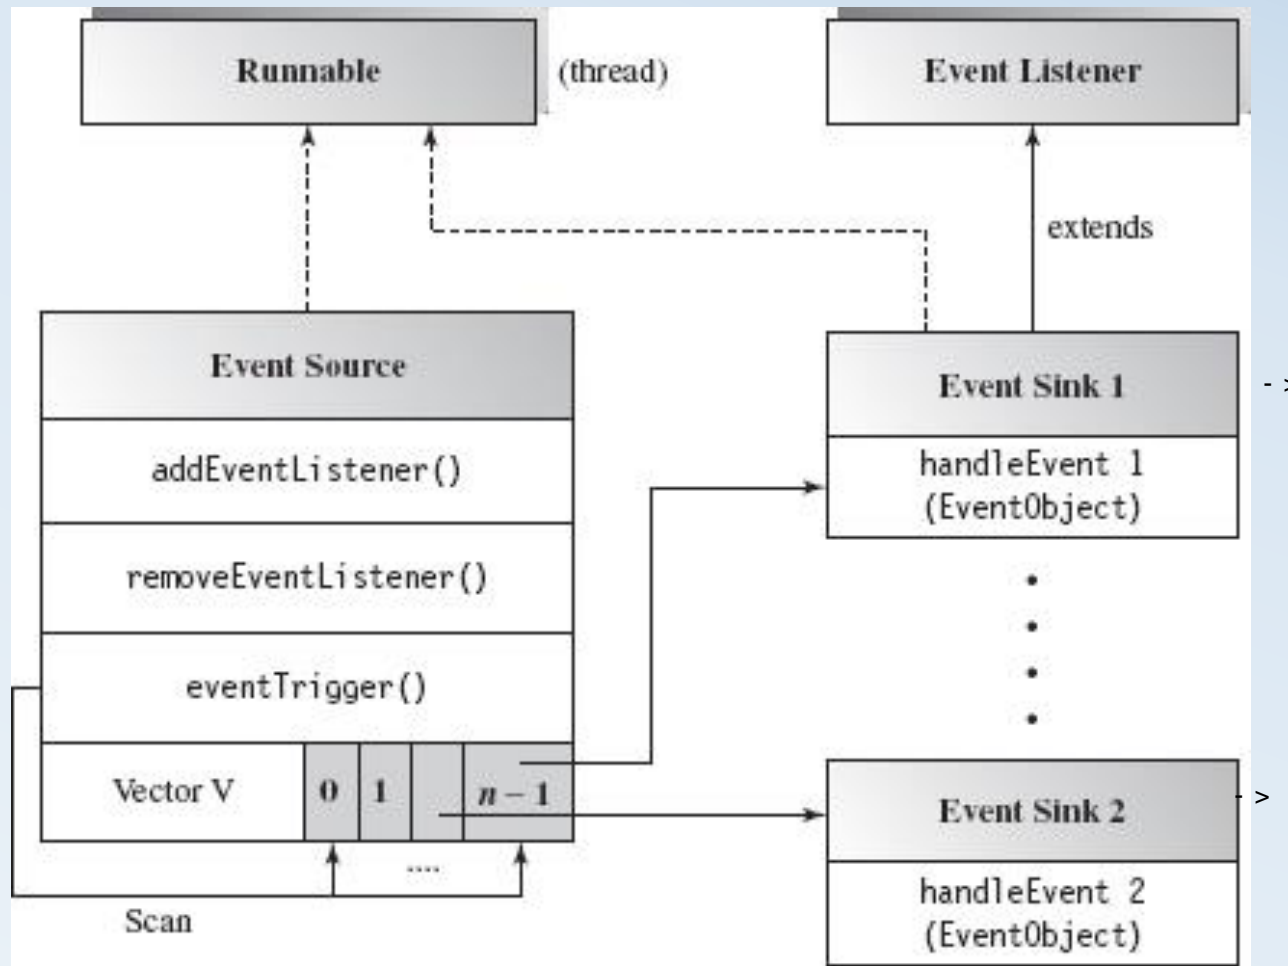 Runnable
(thread)
Event Listener
extends
Event Source
addEventListener()
removeEventListener()
eventTrigger()
Vector V
0
1
n – 1
....
Scan
Event Sink 1
handleEvent 1
(EventObject)
- >
Event Sink 2
handleEvent 2
(EventObject)
- >